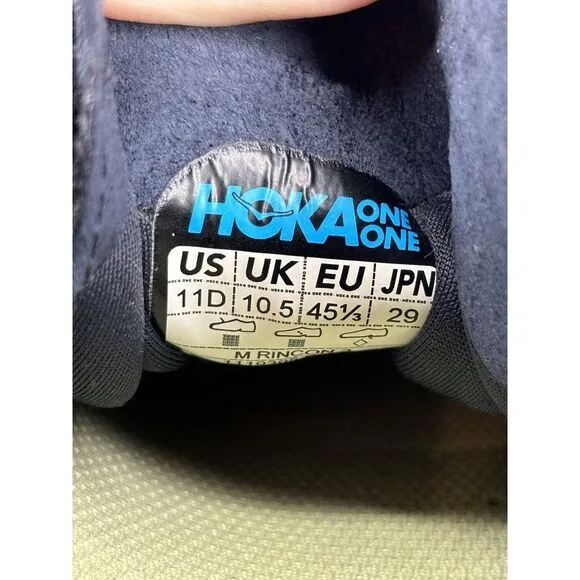 HOKA ONE ONE
US UK EU JPN
11D 10.5 45⅓ 29
M RINCON